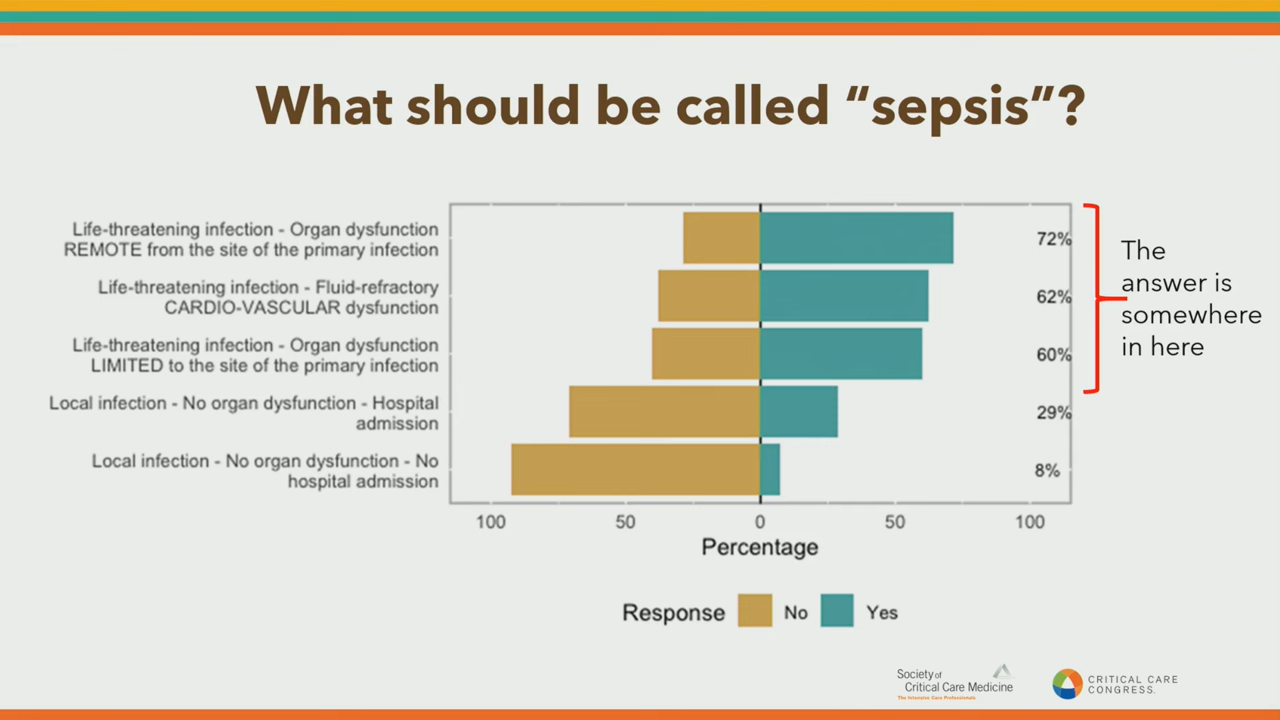 What should be called “sepsis”?
Life-threatening infection - Organ dysfunction
REMOTE from the site of the primary infection
72%
Life-threatening infection - Fluid-refractory
CARDIO-VASCULAR dysfunction
62%
Life-threatening infection - Organ dysfunction
LIMITED to the site of the primary infection
60%
Local infection - No organ dysfunction - Hospital
admission
29%
Local infection - No organ dysfunction - No
hospital admission
8%
The
answer is
somewhere
in here
100 50 0 50 100
Percentage
Response No Yes
Society of
Critical Care Medicine
The Intensive Care Professionals
CRITICAL CARE
CONGRESS.